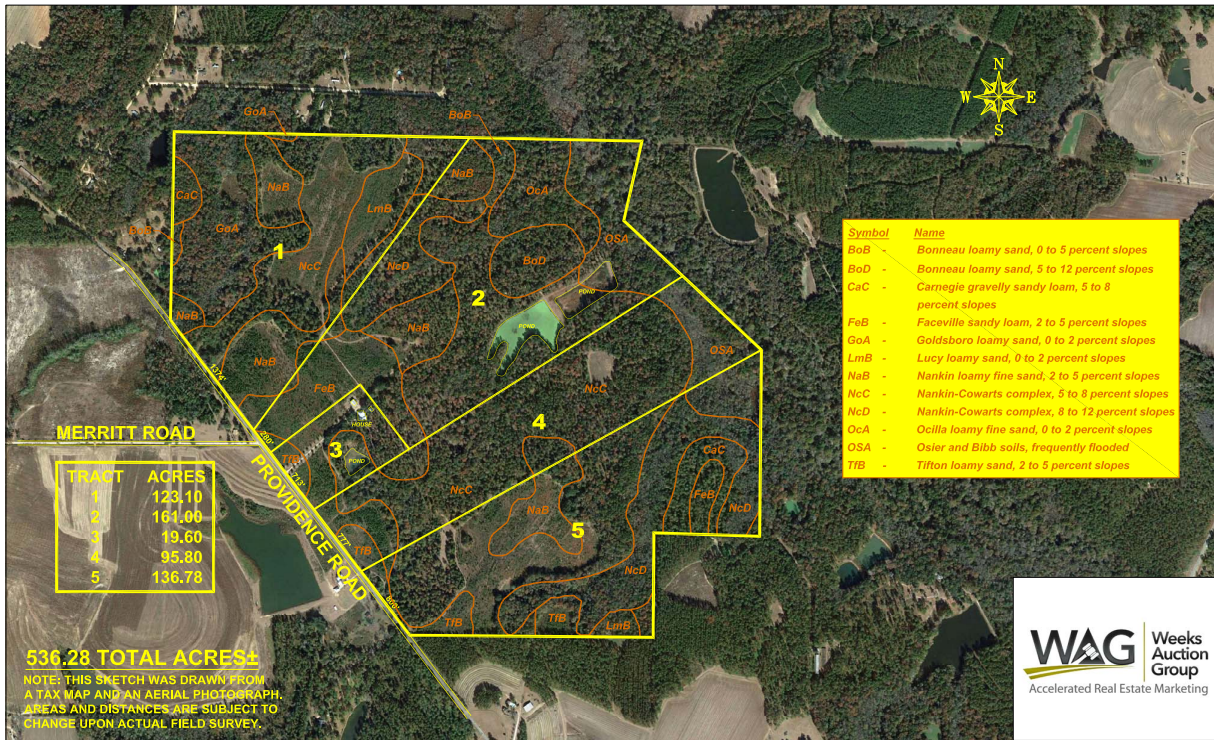 GoA
BoB
N
W E
S
CaC
NaB
NaB
OcA
GoA
LmB
BoB
1
OSA
NcC
NcD
BoD
2
POND
NaB
NaB
POND
OSA
NaB
FeB
NcC
HOUSE
4
3
POND
TfB
CaC
NcC
FeB
NaB
NcD
5
TfB
NcD
TfB
TfB
LmB
1374'
280'
713'
777'
800'
MERRITT ROAD
PROVIDENCE ROAD
TRACT ACRES
1 123.10
2 161.00
3 19.60
4 95.80
5 136.78
536.28 TOTAL ACRES±
NOTE: THIS SKETCH WAS DRAWN FROM
A TAX MAP AND AN AERIAL PHOTOGRAPH.
AREAS AND DISTANCES ARE SUBJECT TO
CHANGE UPON ACTUAL FIELD SURVEY.
Symbol Name
BoB - Bonneau loamy sand, 0 to 5 percent slopes
BoD - Bonneau loamy sand, 5 to 12 percent slopes
CaC - Carnegie gravelly sandy loam, 5 to 8
percent slopes
FeB - Faceville sandy loam, 2 to 5 percent slopes
GoA - Goldsboro loamy sand, 0 to 2 percent slopes
LmB - Lucy loamy sand, 0 to 2 percent slopes
NaB - Nankin loamy fine sand, 2 to 5 percent slopes
NcC - Nankin-Cowarts complex, 5 to 8 percent slopes
NcD - Nankin-Cowarts complex, 8 to 12 percent slopes
OcA - Ocilla loamy fine sand, 0 to 2 percent slopes
OSA - Osier and Bibb soils, frequently flooded
TfB - Tifton loamy sand, 2 to 5 percent slopes
WAG
Weeks
Auction
Group
Accelerated Real Estate Marketing